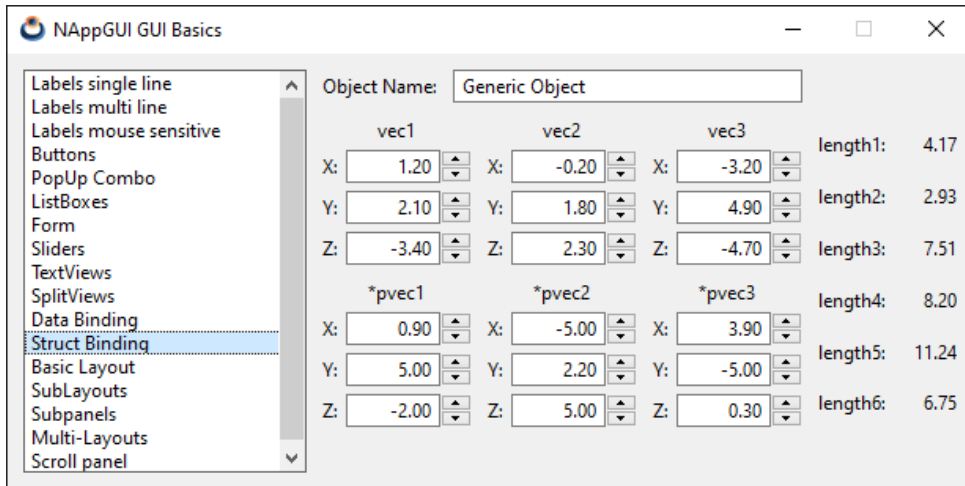 NAppGUI GUI Basics
Labels single line
Labels multi line
Labels mouse sensitive
Buttons
PopUp Combo
ListBoxes
Form
Sliders
TextViews
SplitViews
Data Binding
Struct Binding
Basic Layout
SubLayouts
Subpanels
Multi-Layouts
Scroll panel
Object Name: Generic Object
vec1 vec2 vec3
X: 1.20 X: -0.20 X: -3.20
Y: 2.10 Y: 1.80 Y: 4.90
Z: -3.40 Z: 2.30 Z: -4.70
*pvec1 *pvec2 *pvec3
X: 0.90 X: -5.00 X: 3.90
Y: 5.00 Y: 2.20 Y: -5.00
Z: -2.00 Z: 5.00 Z: 0.30
length1: 4.17
length2: 2.93
length3: 7.51
length4: 8.20
length5: 11.24
length6: 6.75